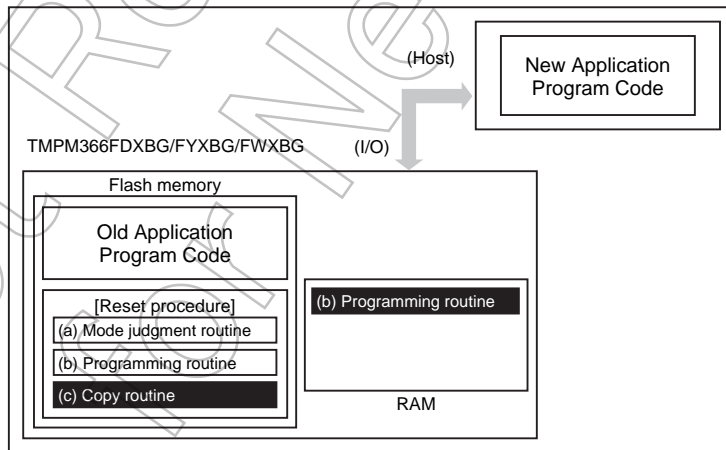 (Host)
New Application
Program Code
TMPM366FDXBG/FYXBG/FWXBG
(I/O)
Flash memory
Old Application
Program Code
[Reset procedure]
(a) Mode judgment routine
(b) Programming routine
(c) Copy routine
(b) Programming routine
RAM